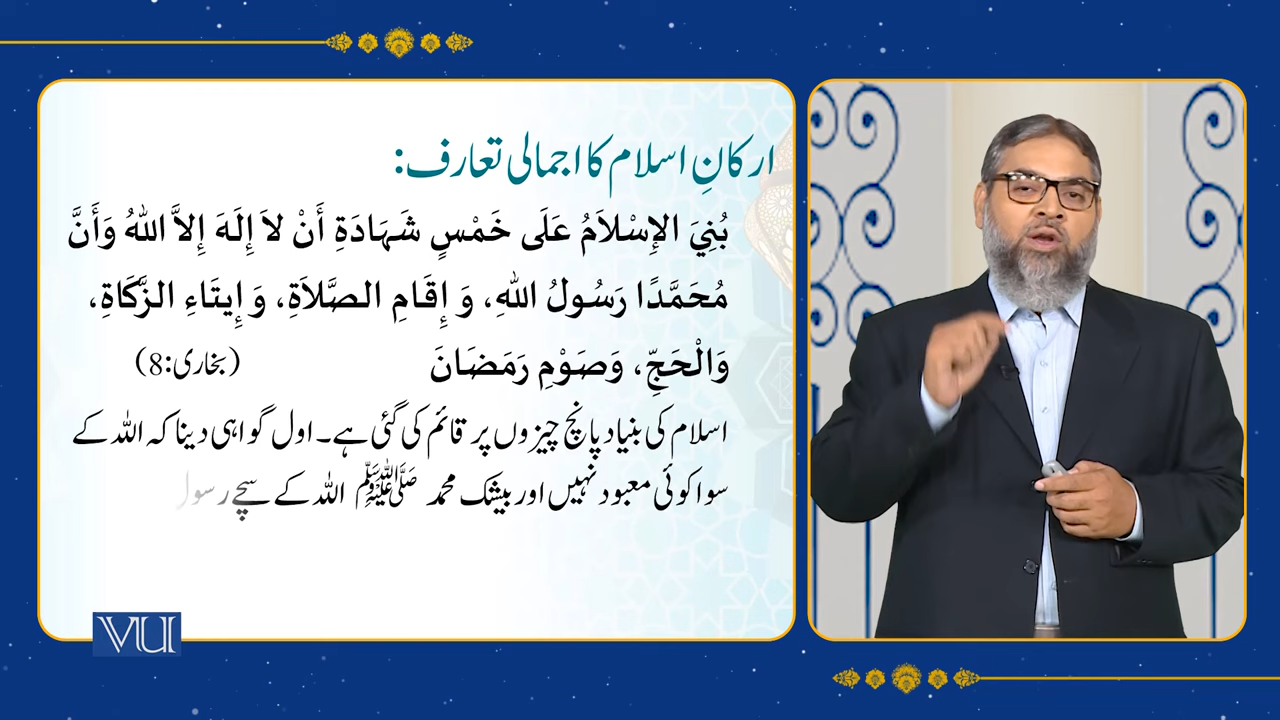 ارکانِ اسلام کا اجمالی تعارف:
بُنِيَ الإِسْلاَمُ عَلَى خَمْسٍ شَهَادَةِ أَنْ لاَ إِلَهَ إِلاَّ اللهُ وَأَنَّ
مُحَمَّدًا رَسُولُ اللهِ، وَ إِقَامِ الصَّلاَةِ، وَ إِيتَاءِ الزَّكَاةِ،
وَالْحَجِّ، وَصَوْمِ رَمَضَانَ (بخاری:8)
اسلام کی بنیاد پانچ چیزوں پر قائم کی گئی ہے۔ اول گواہی دینا کہ اللہ کے
سوا کوئی معبود نہیں اور بیشک محمد ﷺ اللہ کے سچے رسول
VU